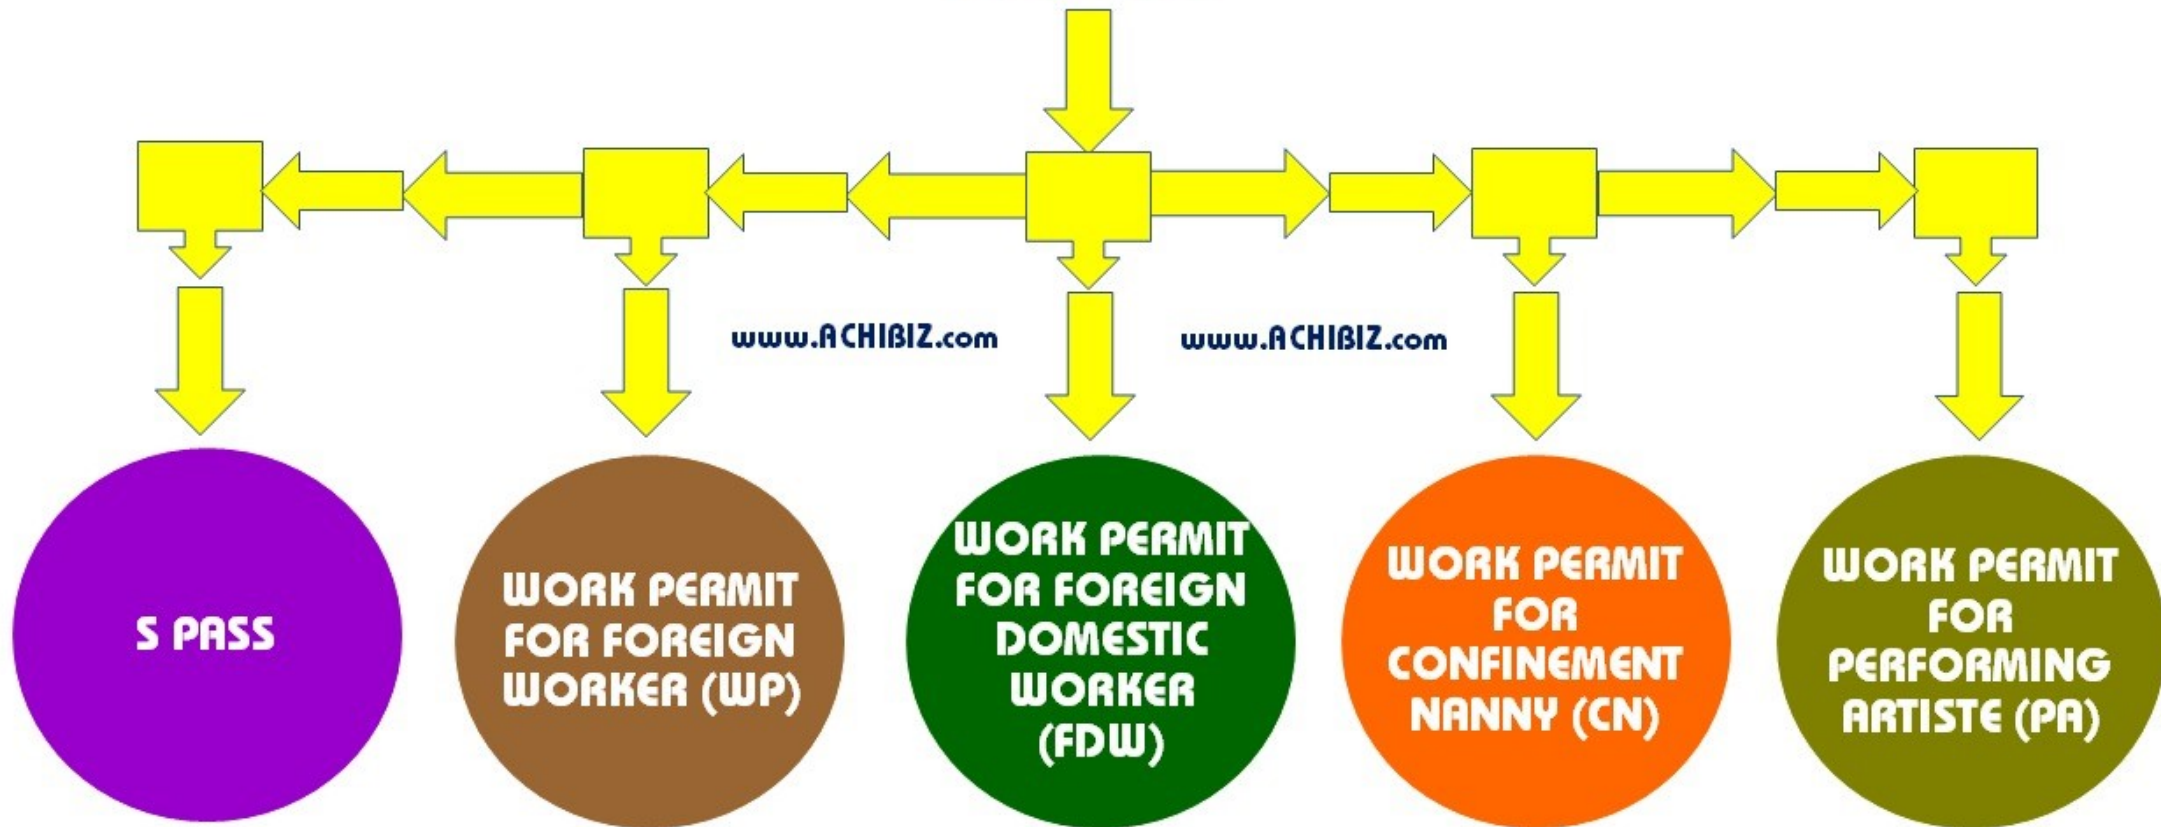 www.ACHIBIZ.com
www.ACHIBIZ.com
S PASS
WORK PERMIT
FOR FOREIGN
WORKER (WP)
WORK PERMIT
FOR FOREIGN
DOMESTIC
WORKER
(FDW)
WORK PERMIT
FOR
CONFINEMENT
NANNY (CN)
WORK PERMIT
FOR
PERFORMING
ARTISTE (PA)